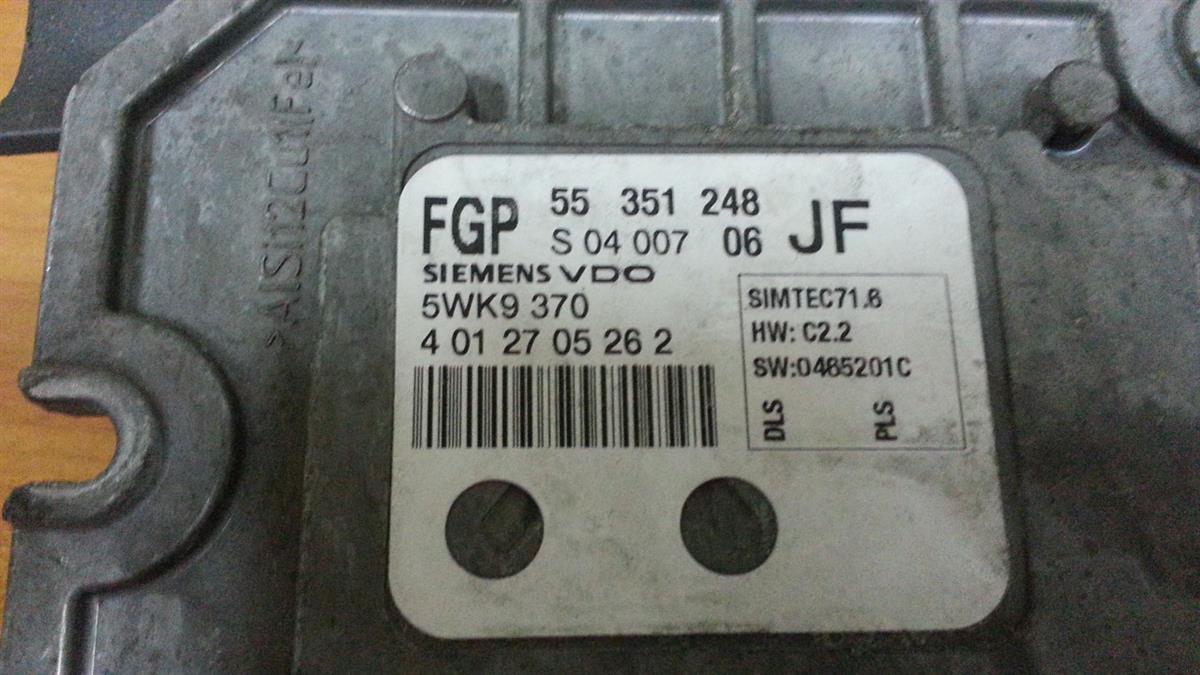 >AlSi12Cu1Fe<
FGP 55 351 248 JF
S 04 007 06
SIEMENS VDO
5WK9 370
4 01 27 05 26 2
SIMTEC71.6
HW: C2.2
SW:0485201C
DLS PLS